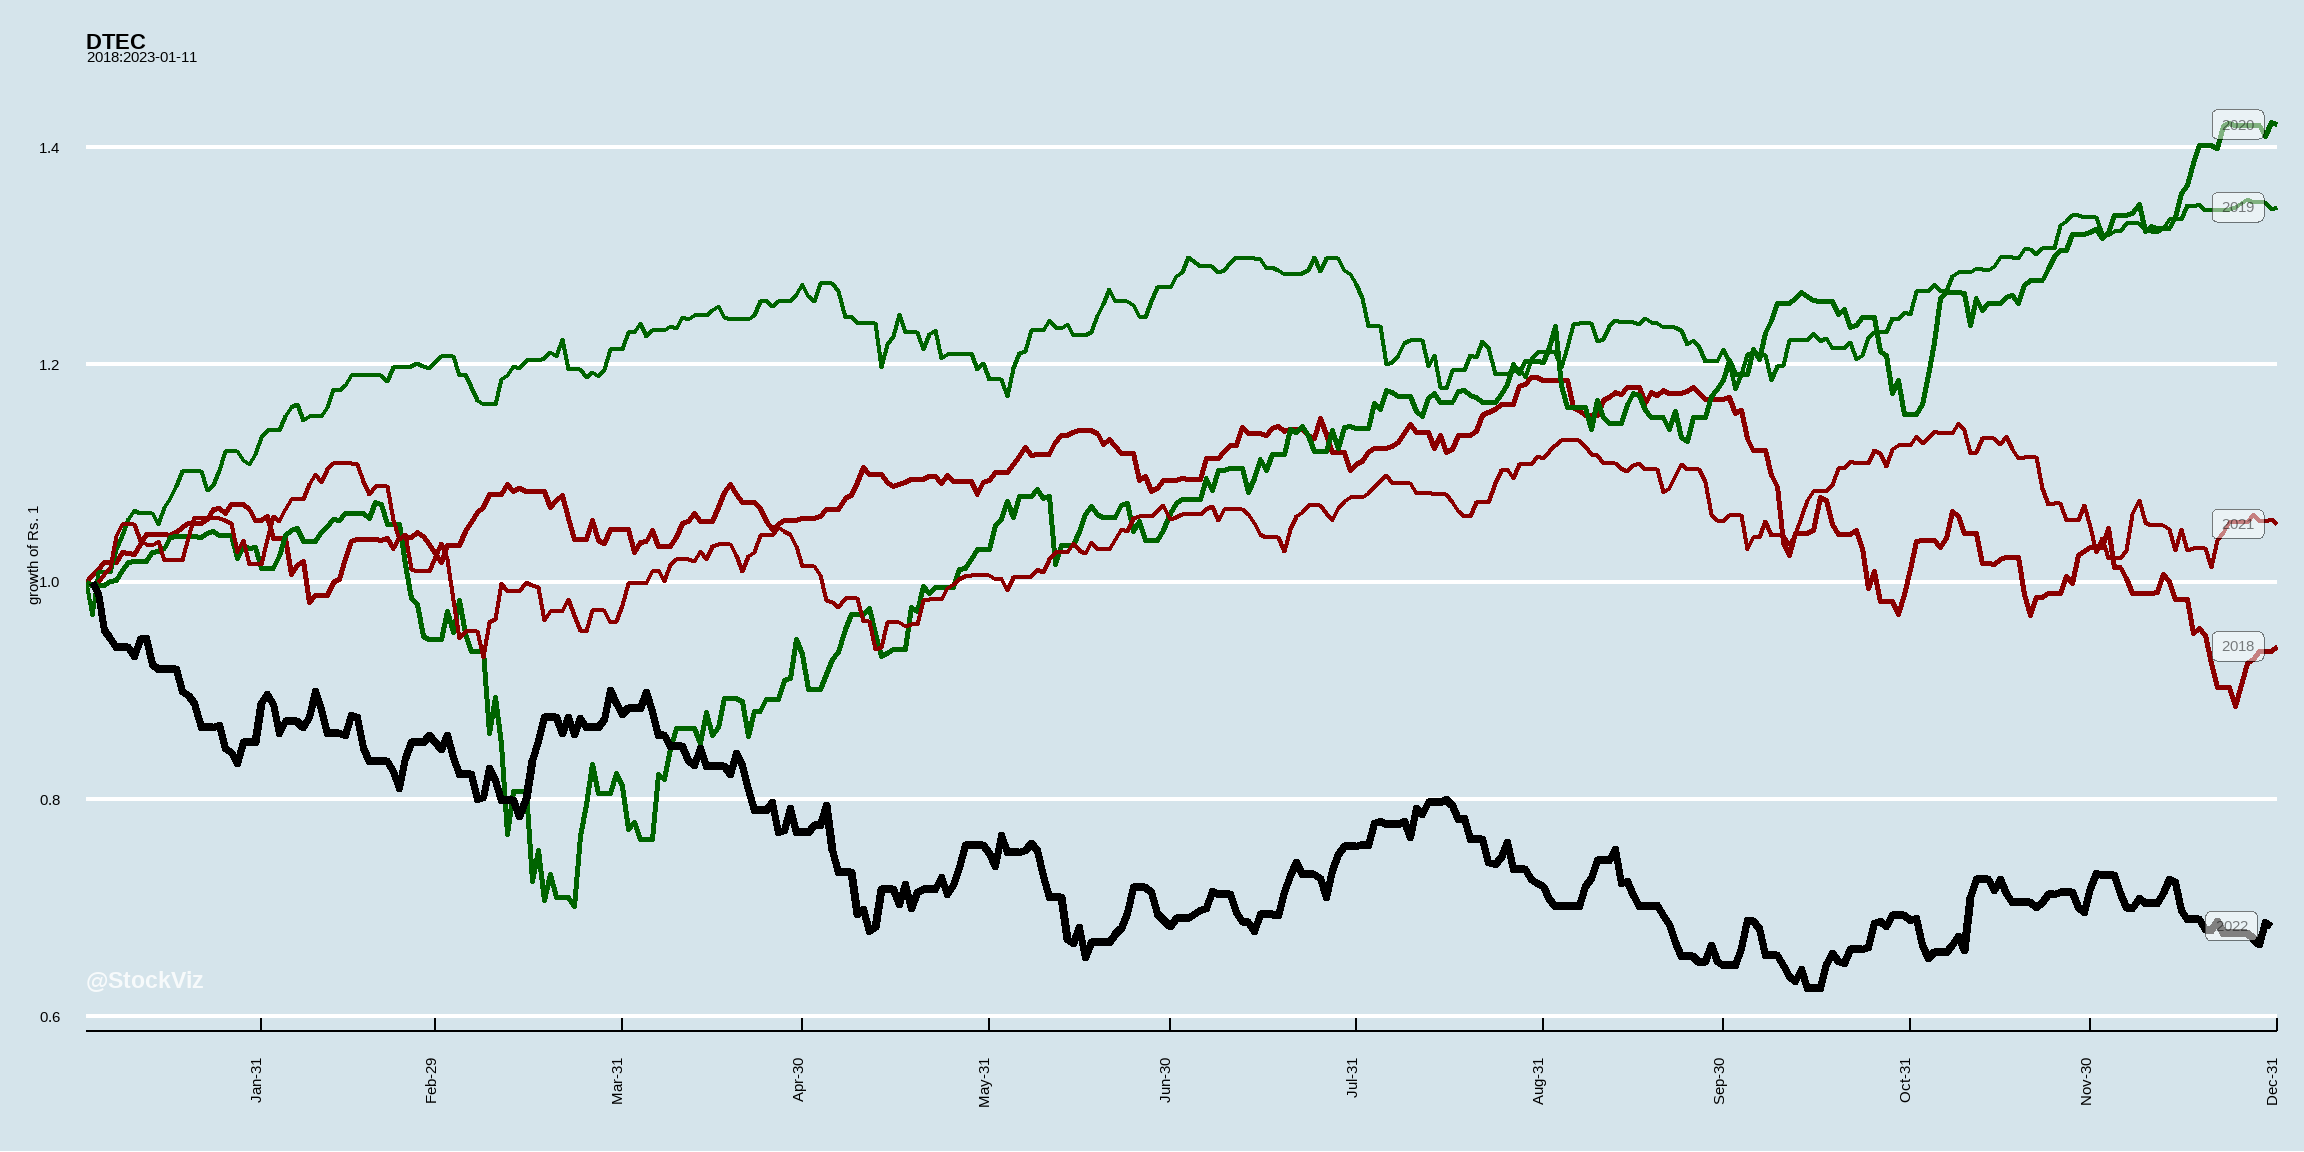 DTEC
2018:2023-01-11
2020
1.4
2019
1.2
growth of Rs. 1
2021
1.0
2018
0.8
2022
@StockViz
0.6
Jan-31
Feb-29
Mar-31
Apr-30
May-31
Jun-30
Jul-31
Aug-31
Sep-30
Oct-31
Nov-30
Dec-31